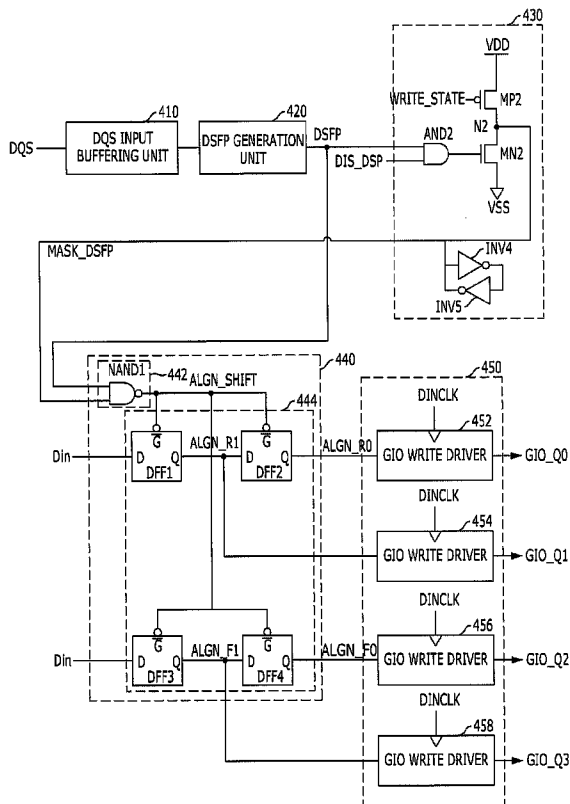 430
VDD
WRITE_STATE
MP2
410
420
DQS
DQS INPUT
BUFFERING UNIT
DSFP GENERATION
UNIT
DSFP
DIS_DSP
AND2
N2
MN2
VSS
MASK_DSFP
INV4
INV5
440
NAND1
442
ALGN_SHIFT
444
450
DINCLK
452
Din
G
D
Q
DFF1
ALGN_R1
G
D
Q
DFF2
ALGN_R0
GIO WRITE DRIVER
GIO_Q0
DINCLK
454
GIO WRITE DRIVER
GIO_Q1
DINCLK
456
Din
G
D
Q
DFF3
ALGN_F1
G
D
Q
DFF4
ALGN_F0
GIO WRITE DRIVER
GIO_Q2
DINCLK
458
GIO WRITE DRIVER
GIO_Q3